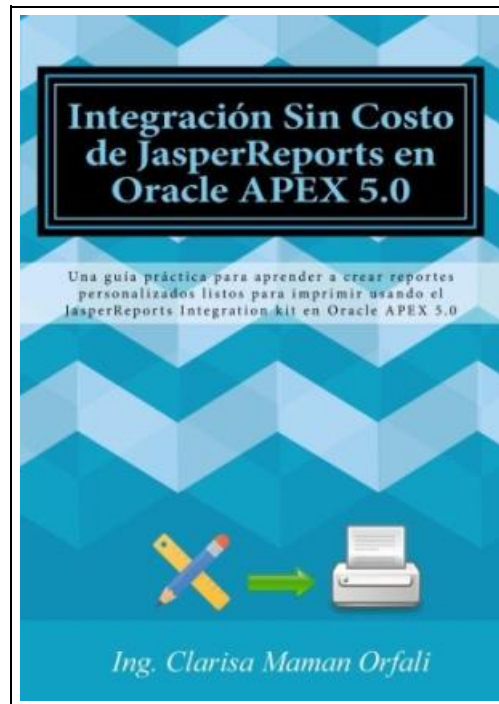 Integración Sin Costo
de JasperReports en
Oracle APEX 5.0
Una guía práctica para aprender a crear reportes
personalizados listos para imprimir usando el
JasperReports Integration kit en Oracle APEX 5.0
Ing. Clarisa Maman Orfali